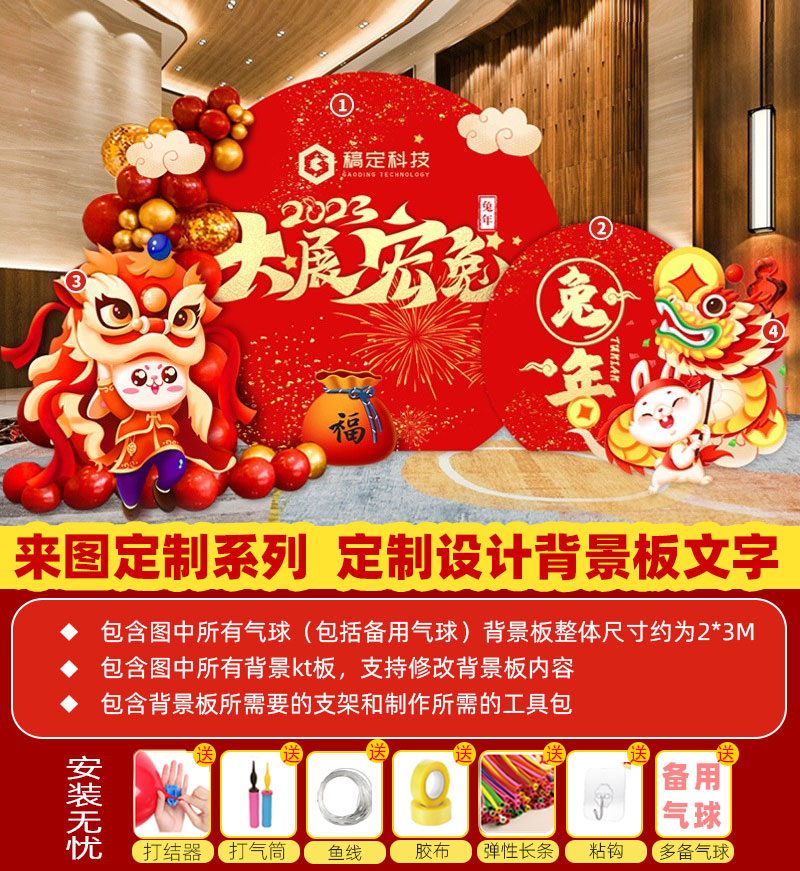 ①
稿定科技
GAODING TECHNOLOGY
2023
兔年
大展宏兔
②
兔年
TUNIAN
③
④
福
来图定制系列 定制设计背景板文字
◆ 包含图中所有气球（包括备用气球）背景板整体尺寸约为2*3M
◆ 包含图中所有背景kt板，支持修改背景板内容
◆ 包含背景板所需要的支架和制作所需的工具包
安装无忧
送 送 送 送 送 送 送
备用
气球
打结器 打气筒 鱼线 胶布 弹性长条 粘钩 多备气球